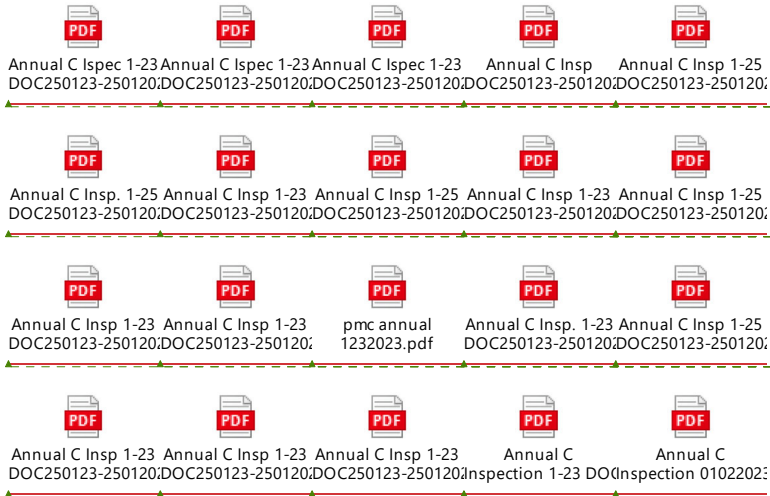 PDF PDF PDF PDF PDF
Annual C Ispec 1-23 Annual C Ispec 1-23 Annual C Ispec 1-23 Annual C Insp Annual C Insp 1-25
DOC250123-250120 DOC250123-250120 DOC250123-250120 DOC250123-250120 DOC250123-25012
PDF PDF PDF PDF PDF
Annual C Insp. 1-25 Annual C Insp 1-23 Annual C Insp 1-25 Annual C Insp 1-23 Annual C Insp 1-25
DOC250123-250120 DOC250123-250120 DOC250123-250120 DOC250123-250120 DOC250123-25012
PDF PDF PDF PDF PDF
Annual C Insp 1-23 Annual C Insp 1-23 pmc annual Annual C Insp. 1-23 Annual C Insp 1-25
DOC250123-250120 DOC250123-250120 1232023.pdf DOC250123-250120 DOC250123-25012
PDF PDF PDF PDF PDF
Annual C Insp 1-23 Annual C Insp 1-23 Annual C Insp 1-23 Annual C Annual C
DOC250123-250120 DOC250123-250120 DOC250123-250120 Inspection 1-23 DO Inspection 01022023